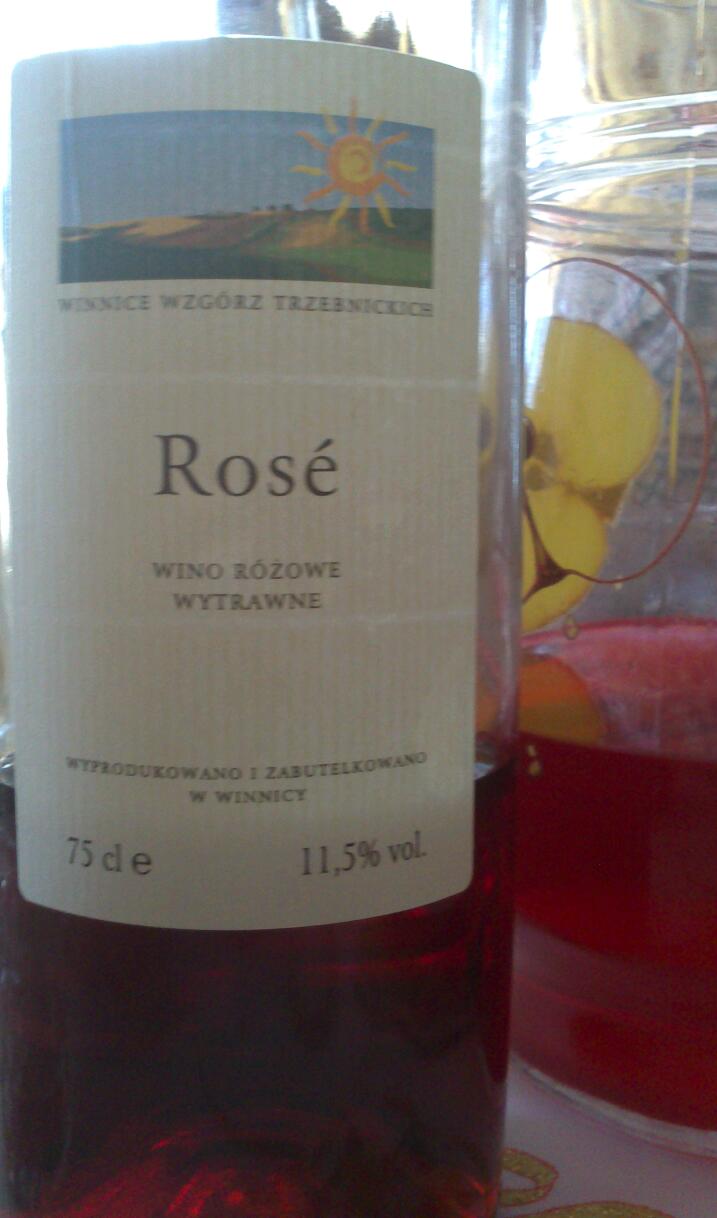 WINNICE WZGÓRZ TRZEBNICKICH
Rosé
WINO RÓŻOWE
WYTRAWNE
WYPRODUKOWANO I ZABUTELKOWANO
W WINNICY
75 cl e 11,5% vol.